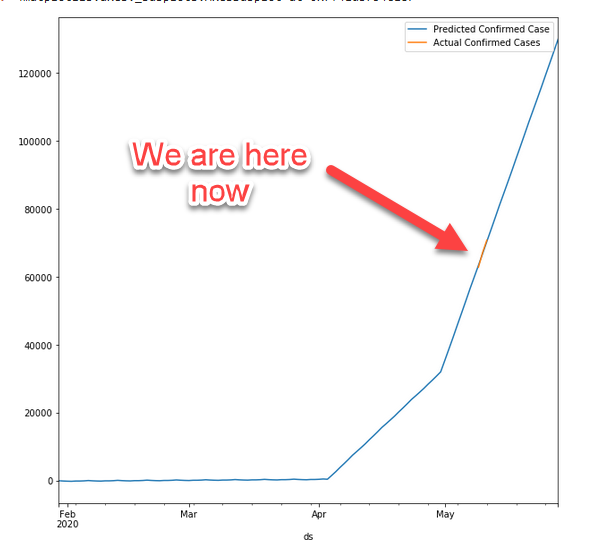 Predicted Confirmed Case
Actual Confirmed Cases
120000
100000
We are here
now
80000
60000
40000
20000
0
Feb Mar Apr May
2020
ds